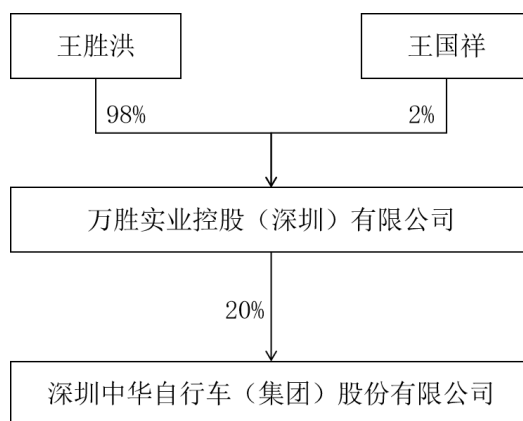 王胜洪
王国祥
98%
2%
万胜实业控股（深圳）有限公司
20%
深圳中华自行车（集团）股份有限公司